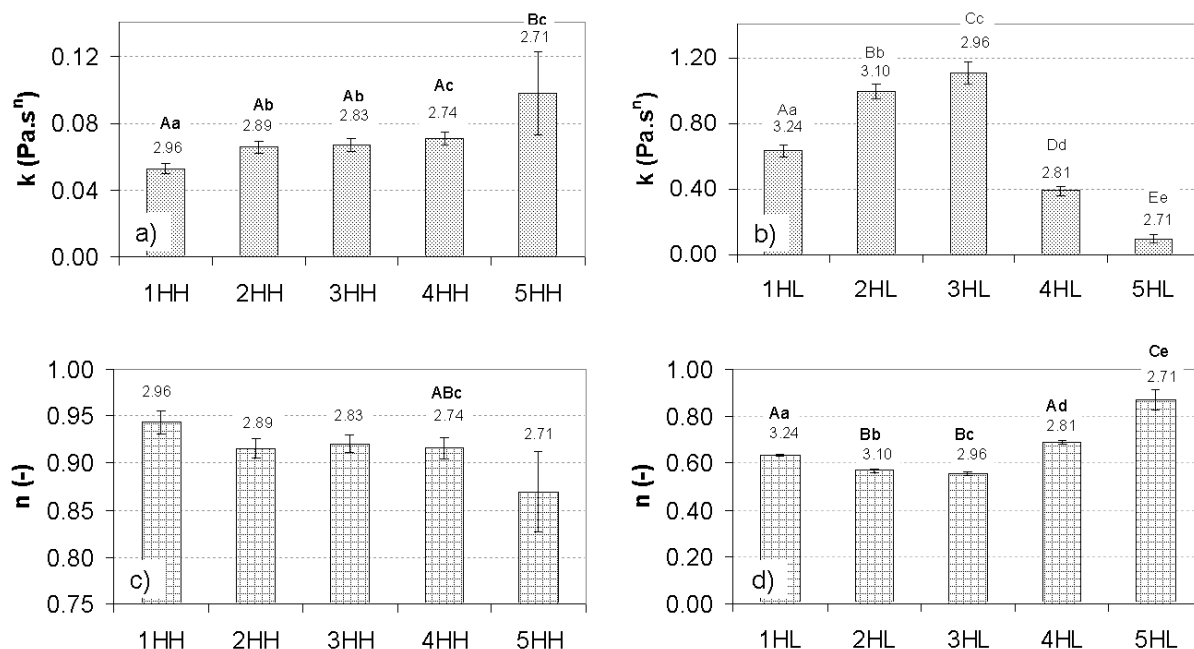 k (Pa.sⁿ)
0.12
0.08
0.04
0.00
Aa
2.96
Ab
2.89
Ab
2.83
Ac
2.74
Bc
2.71
a)
1HH 2HH 3HH 4HH 5HH
k (Pa.sⁿ)
1.20
0.80
0.40
0.00
Aa
3.24
Bb
3.10
Cc
2.96
Dd
2.81
Ee
2.71
b)
1HL 2HL 3HL 4HL 5HL
n (-)
1.00
0.95
0.90
0.85
0.80
0.75
2.96
2.89
2.83
ABc
2.74
2.71
c)
1HH 2HH 3HH 4HH 5HH
n (-)
1.00
0.80
0.60
0.40
0.20
0.00
Aa
3.24
Bb
3.10
Bc
2.96
Ad
2.81
Ce
2.71
d)
1HL 2HL 3HL 4HL 5HL